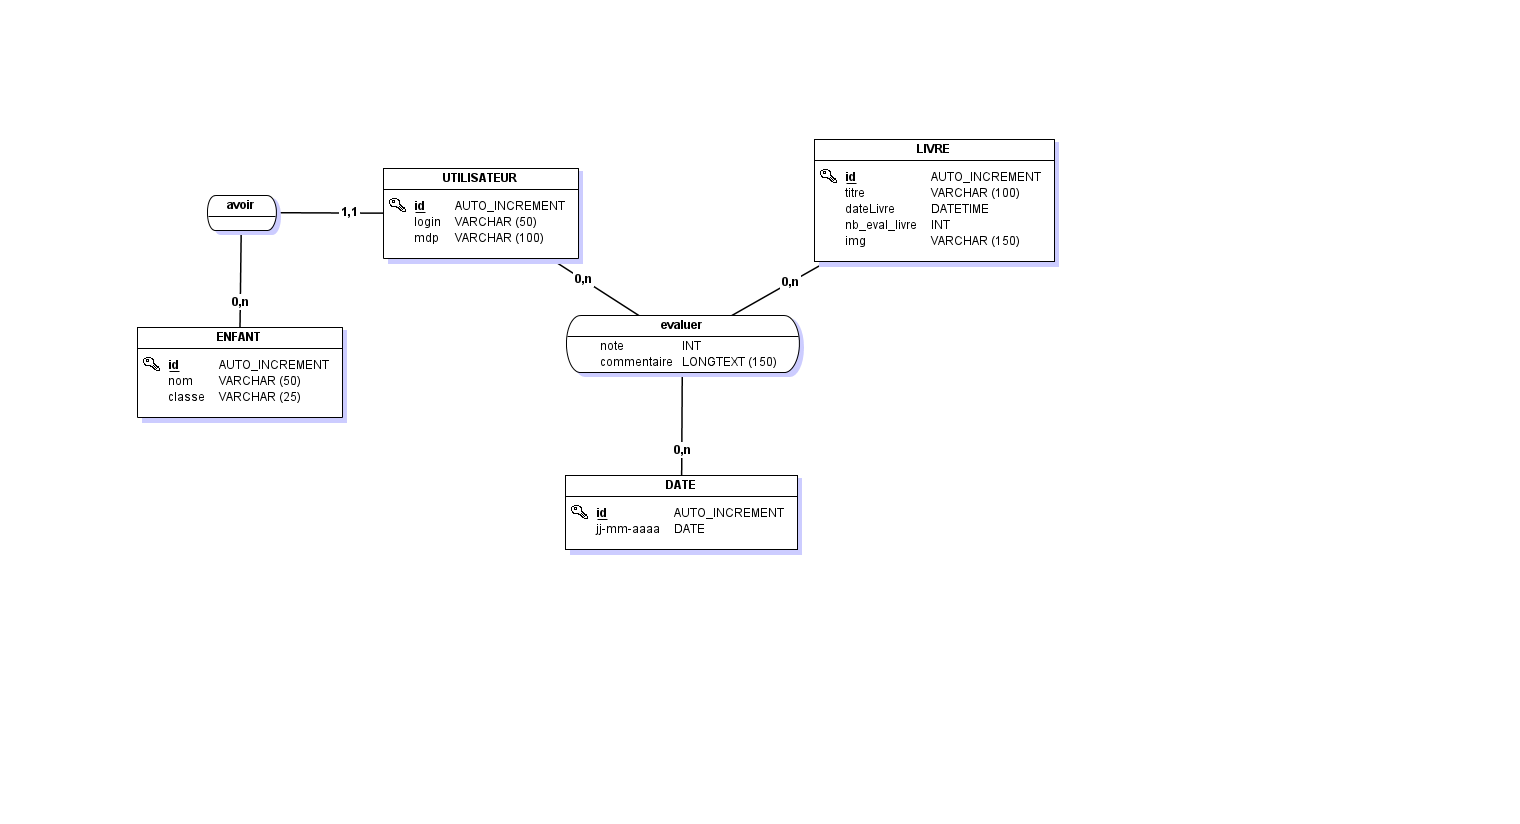 LIVRE
id AUTO_INCREMENT
titre VARCHAR (100)
dateLivre DATETIME
nb_eval_livre INT
img VARCHAR (150)
UTILISATEUR
id AUTO_INCREMENT
login VARCHAR (50)
mdp VARCHAR (100)
avoir
1,1
0,n
0,n
0,n
ENFANT
id AUTO_INCREMENT
nom VARCHAR (50)
classe VARCHAR (25)
evaluer
note INT
commentaire LONGTEXT (150)
0,n
DATE
id AUTO_INCREMENT
jj-mm-aaaa DATE